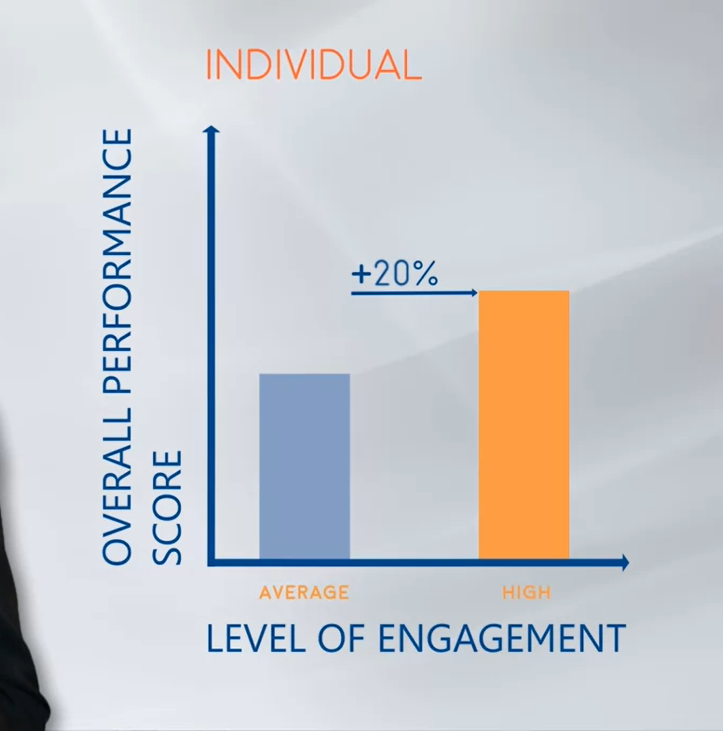 INDIVIDUAL
OVERALL PERFORMANCE
SCORE
+20%
AVERAGE
HIGH
LEVEL OF ENGAGEMENT